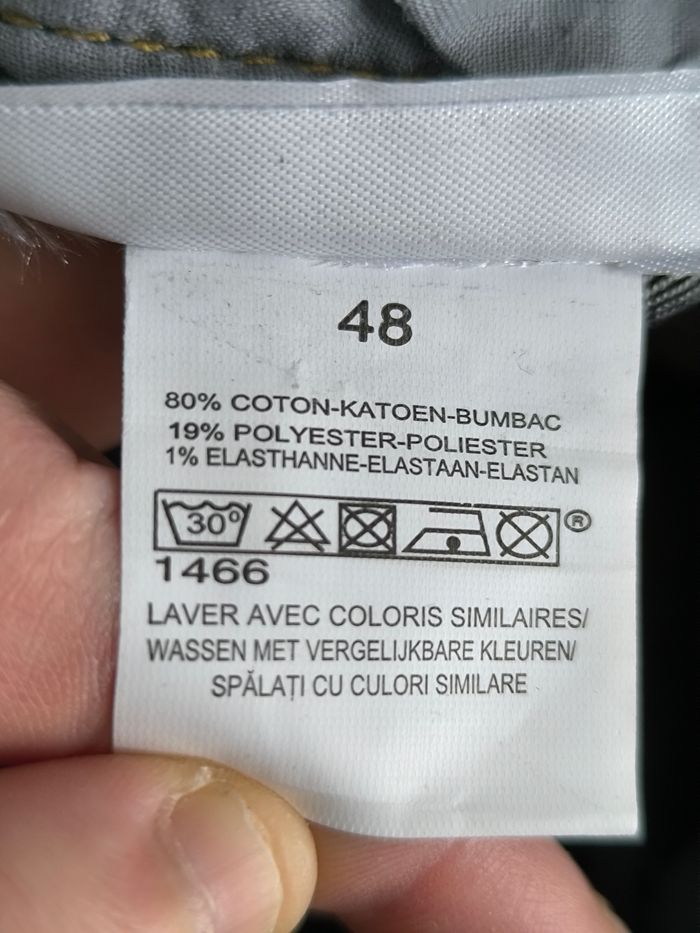 48
80% COTON-KATOEN-BUMBAC
19% POLYESTER-POLIESTER
1% ELASTHANNE-ELASTAAN-ELASTAN
30° ®
1466
LAVER AVEC COLORIS SIMILAIRES/
WASSEN MET VERGELIJKBARE KLEUREN/
SPĂLAȚI CU CULORI SIMILARE